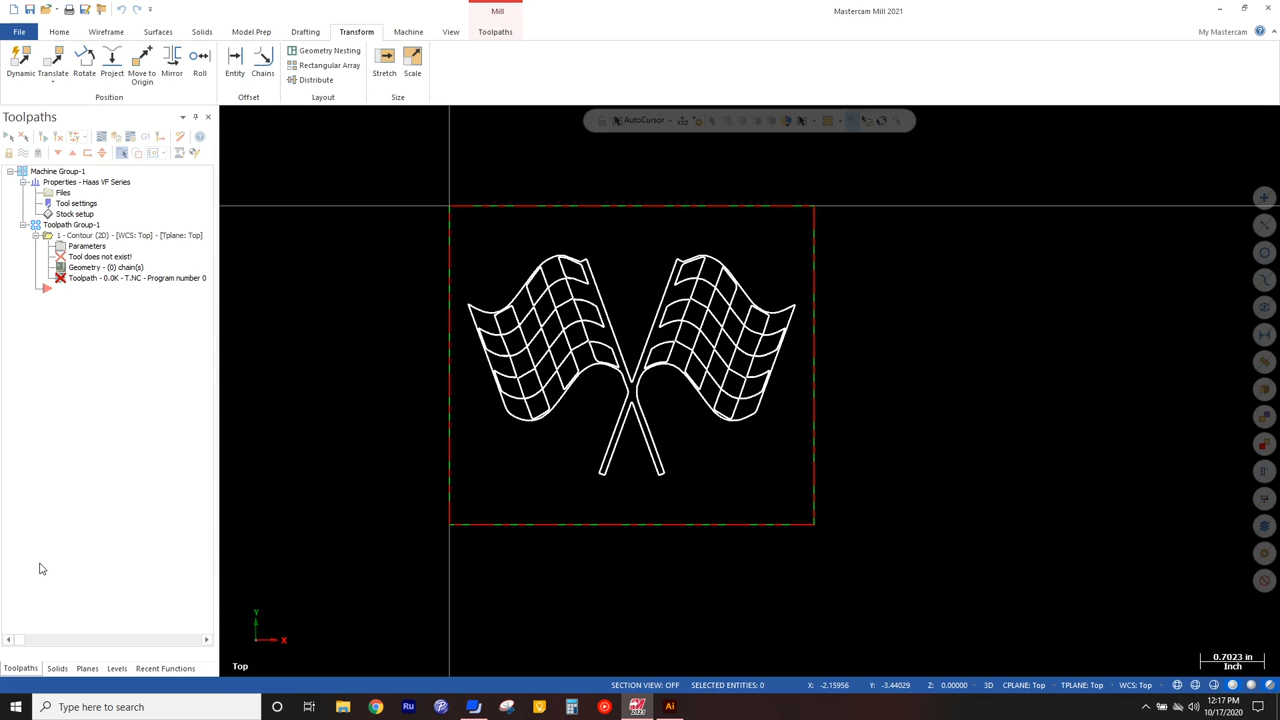 Mill
Mastercam Mill 2021
File
Home
Wireframe
Surfaces
Solids
Model Prep
Drafting
Transform
Machine
View
Toolpaths
My Mastercam
Dynamic
Translate
Rotate
Project
Move to
Origin
Mirror
Roll
Entity
Chains
Geometry Nesting
Rectangular Array
Distribute
Stretch
Scale
Position
Offset
Layout
Size
Toolpaths
AutoCursor
G1
Machine Group-1
Properties - Haas VF Series
Files
Tool settings
Stock setup
Toolpath Group-1
1 - Contour (2D) - [WCS: Top] - [Tplane: Top]
Parameters
Tool does not exist!
Geometry - (0) chain(s)
Toolpath - 0.0K - T.NC - Program number 0
Y
X
Top
0.7023 in
Inch
Toolpaths
Solids
Planes
Levels
Recent Functions
SECTION VIEW: OFF
SELECTED ENTITIES: 0
X: -2.15956
Y: -3.44029
Z: 0.00000
3D
CPLANE: Top
TPLANE: Top
WCS: Top
Type here to search
Ru
Ai
12:17 PM
10/17/2020